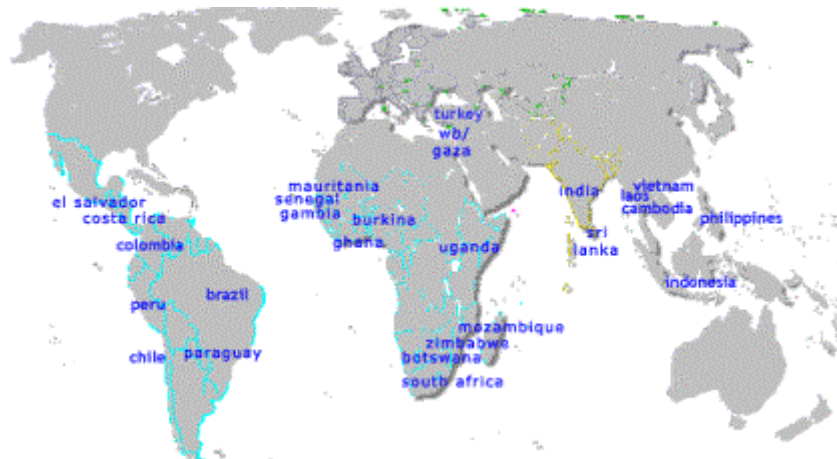 turkey
wb/
gaza
mauritania
senegal
gambia
burkina
ghana
uganda
el salvador
costa rica
colombia
peru
brazil
chile
paraguay
mozambique
zimbabwe
botswana
south africa
india
sri
lanka
vietnam
laos
cambodia
philippines
indonesia